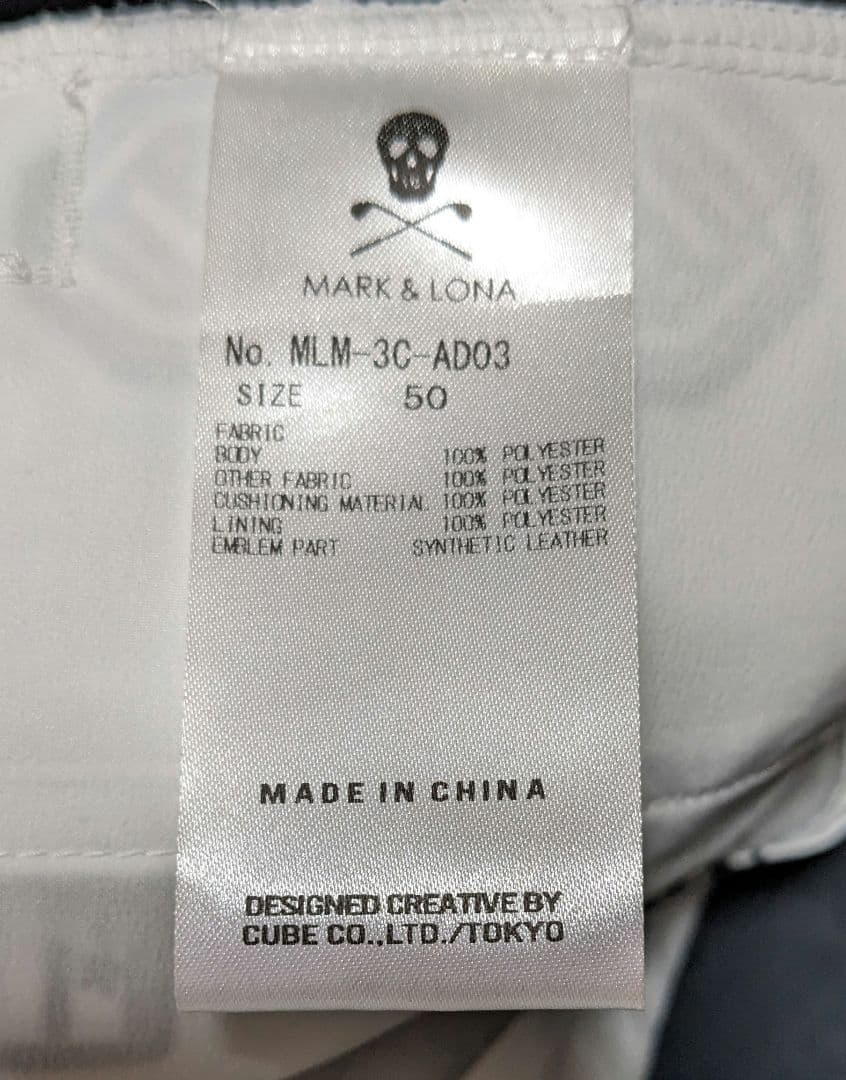 MARK & LONA
No. MLM-3C-AD03
SIZE 50
FABRIC
BODY 100% POLYESTER
OTHER FABRIC 100% POLYESTER
CUSHIONING MATERIAL 100% POLYESTER
LINING 100% POLYESTER
EMBLEM PART SYNTHETIC LEATHER
MADE IN CHINA
DESIGNED CREATIVE BY
CUBE CO.,LTD./TOKYO